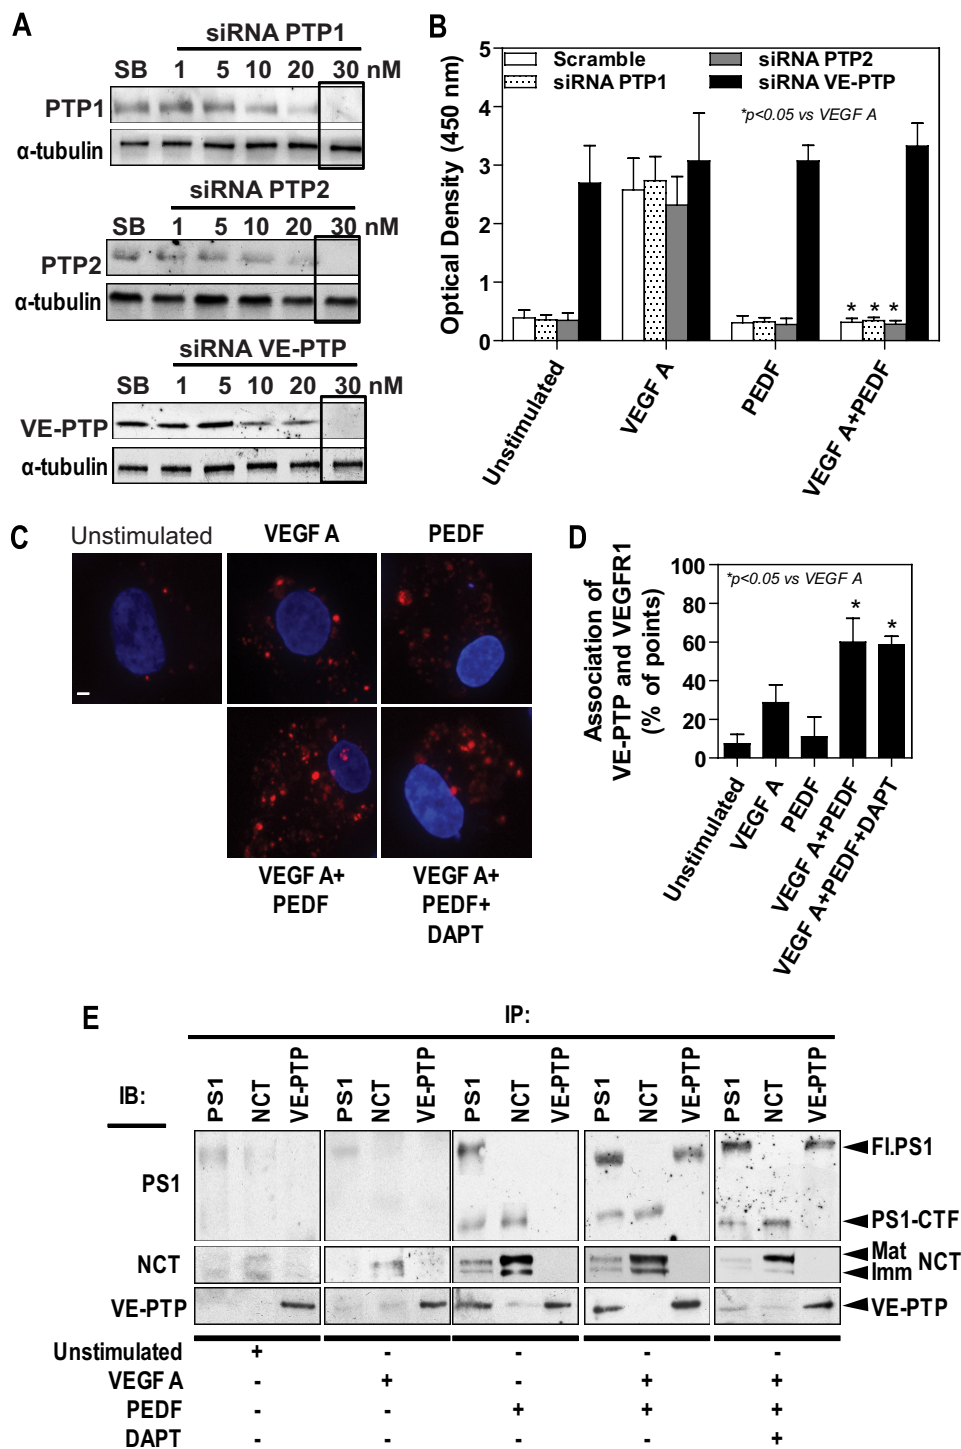 A
siRNA PTP1
SB 1 5 10 20 30 nM
PTP1
α-tubulin
siRNA PTP2
SB 1 5 10 20 30 nM
PTP2
α-tubulin
siRNA VE-PTP
SB 1 5 10 20 30 nM
VE-PTP
α-tubulin
B
Optical Density (450 nm)
5
4
3
2
1
0
Scramble
siRNA PTP1
siRNA PTP2
siRNA VE-PTP
*p<0.05 vs VEGF A
* * *
Unstimulated
VEGF A
PEDF
VEGF A+PEDF
C
Unstimulated
VEGF A
PEDF
VEGF A+
PEDF
VEGF A+
PEDF+
DAPT
D
Association of
VE-PTP and VEGFR1
(% of points)
100
80
60
40
20
0
*p<0.05 vs VEGF A
*
*
Unstimulated
VEGF A
PEDF
VEGF A+PEDF
VEGF A+PEDF+DAPT
E
IP:
IB:
PS1 NCT VE-PTP PS1 NCT VE-PTP PS1 NCT VE-PTP PS1 NCT VE-PTP PS1 NCT VE-PTP
PS1
Fl.PS1
PS1-CTF
NCT
Mat
Imm
NCT
VE-PTP
VE-PTP
Unstimulated + - - - -
VEGF A - + - + +
PEDF - - + + +
DAPT - - - - +